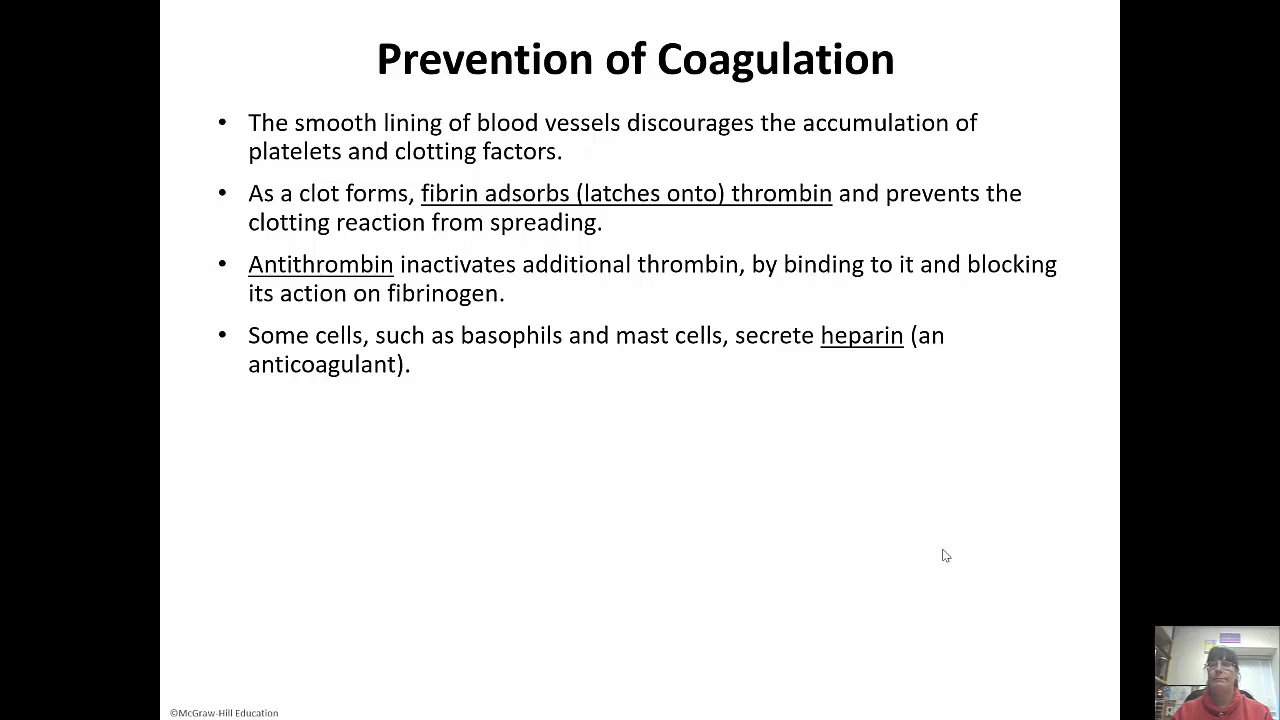 Prevention of Coagulation
• The smooth lining of blood vessels discourages the accumulation of
platelets and clotting factors.
• As a clot forms, fibrin adsorbs (latches onto) thrombin and prevents the
clotting reaction from spreading.
• Antithrombin inactivates additional thrombin, by binding to it and blocking
its action on fibrinogen.
• Some cells, such as basophils and mast cells, secrete heparin (an
anticoagulant).
©McGraw-Hill Education